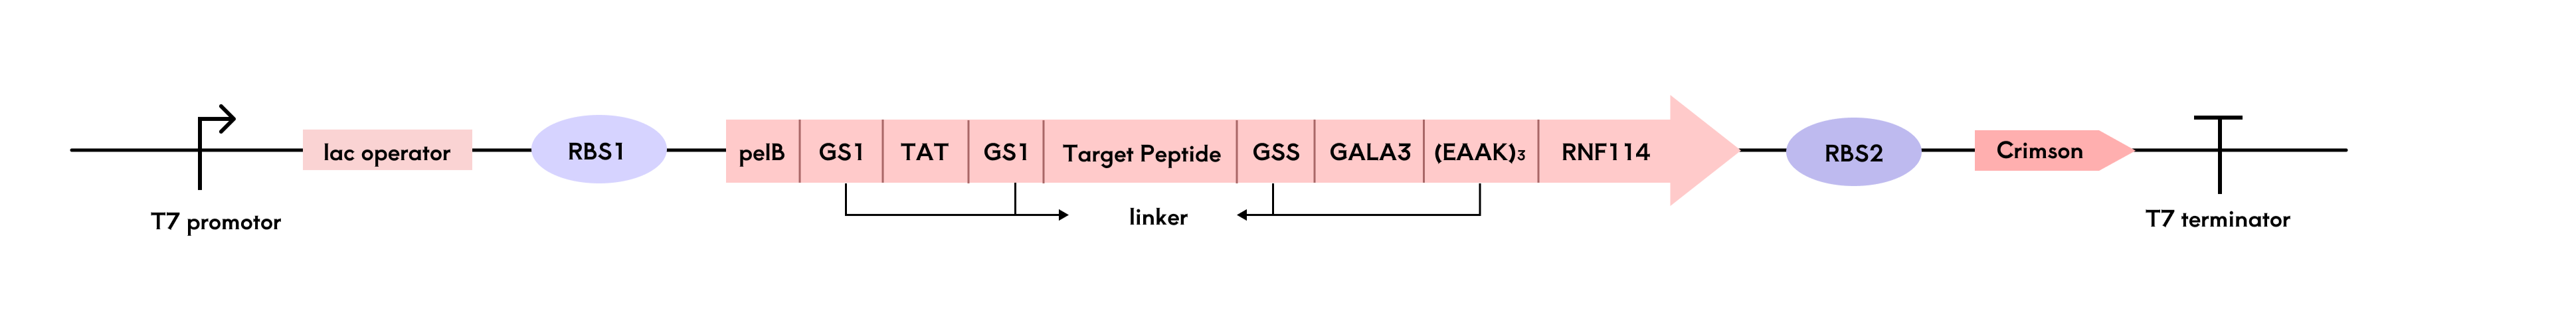 T7 promotor
lac operator
RBS1
pelB
GS1
TAT
GS1
Target Peptide
GSS
GALA3
(EAAK)₃
RNF114
linker
RBS2
Crimson
T7 terminator